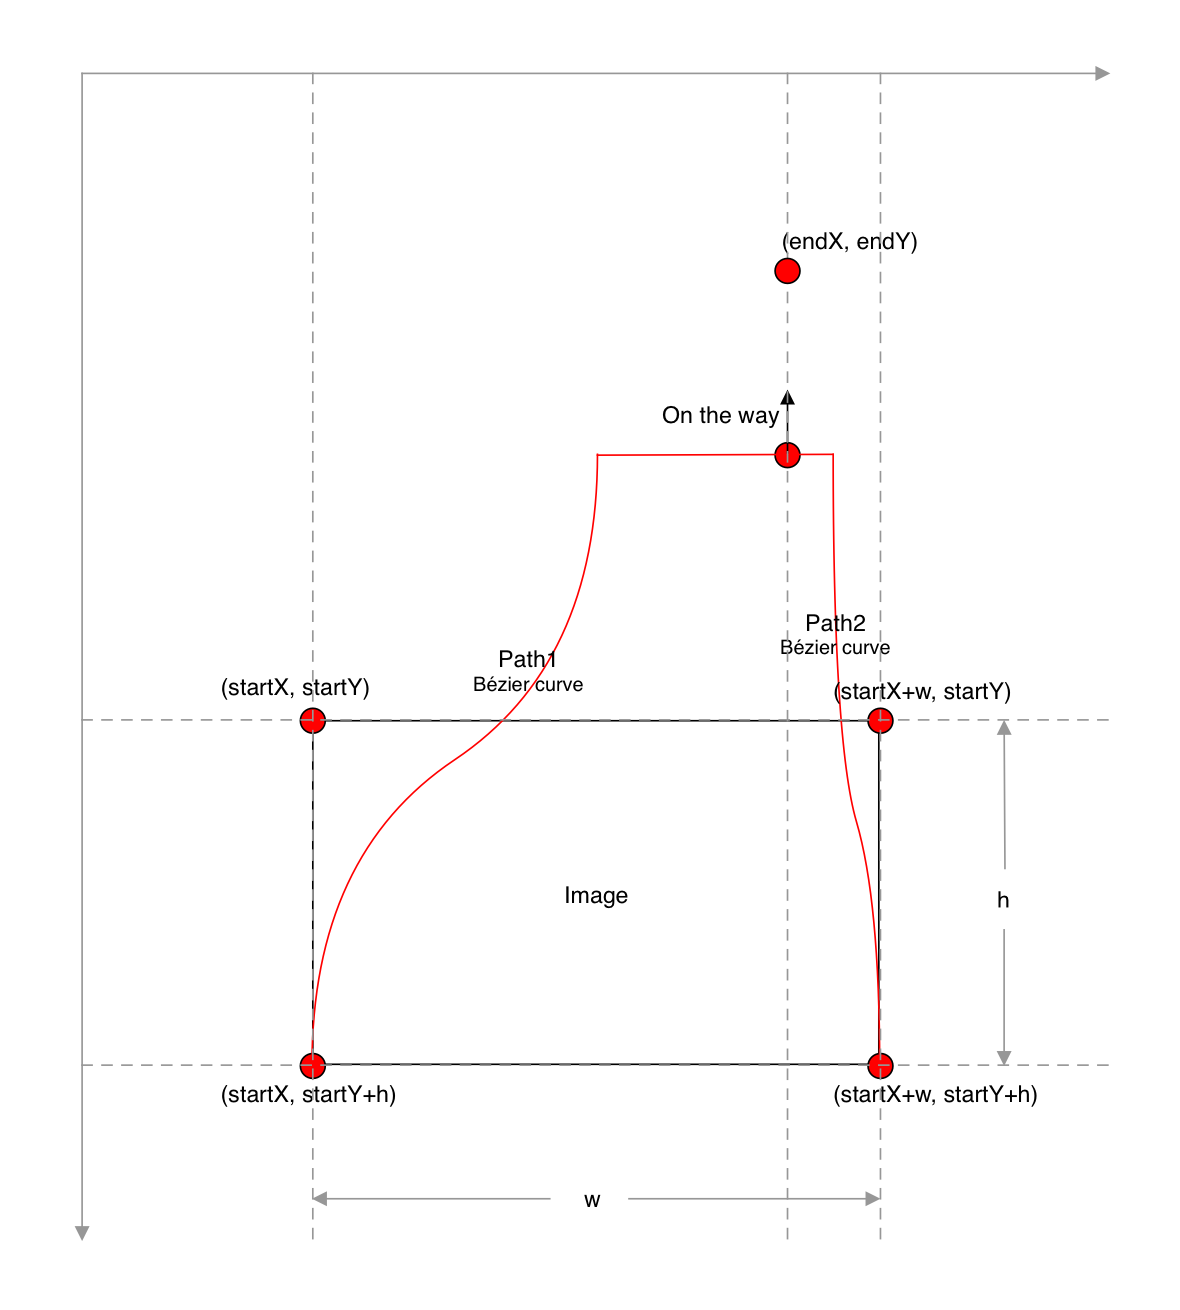 (endX, endY)
On the way
Path2
Bézier curve
Path1
Bézier curve
(startX, startY)
(startX+w, startY)
Image
h
(startX, startY+h)
(startX+w, startY+h)
w